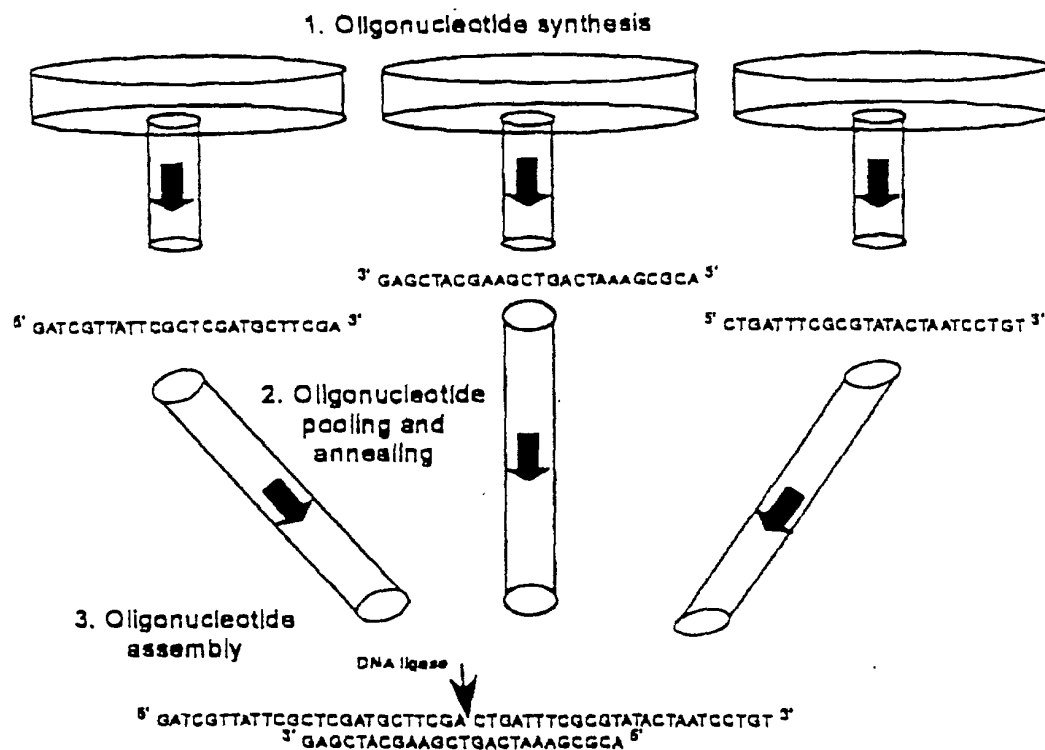 1. Oligonucleotide synthesis
3' GAGCTACGAAGCTGACTAAAGCGCA 5'
5' GATCGTTATTCGCTCGATGCTTCGA 3'
5' CTGATTTCGCGTATACTAATCCTGT 3'
2. Oligonucleotide
pooling and
annealing
3. Oligonucleotide
assembly
DNA ligase
5' GATCGTTATTCGCTCGATGCTTCGA CTGATTTCGCGTATACTAATCCTGT 3'
3' GAGCTACGAAGCTGACTAAAGCGCA 5'